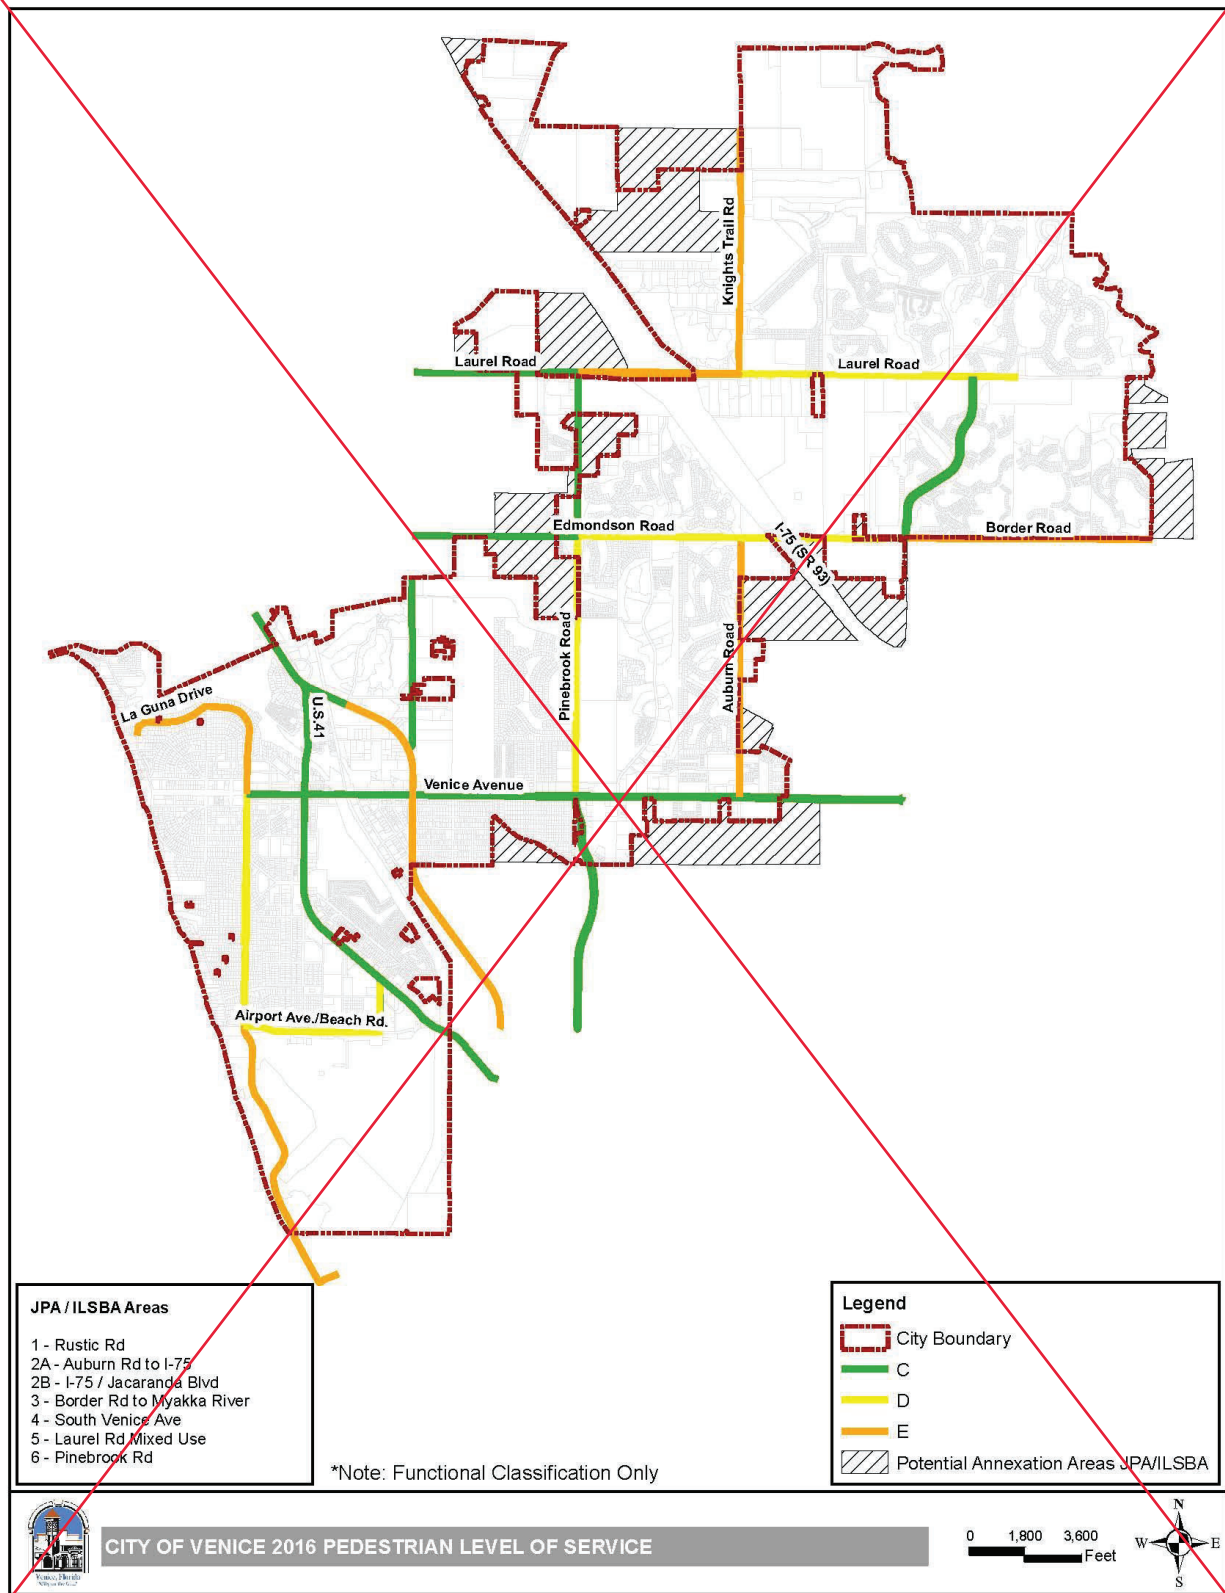 Knights Trail Rd
Laurel Road
Laurel Road
Edmondson Road
I-75 (SR 93)
Border Road
Pinebrook Road
Auburn Road
La Guna Drive
U.S.41
Venice Avenue
Airport Ave./Beach Rd.
JPA / ILSBA Areas
1 - Rustic Rd
2A - Auburn Rd to I-75
2B - I-75 / Jacaranda Blvd
3 - Border Rd to Myakka River
4 - South Venice Ave
5 - Laurel Rd Mixed Use
6 - Pinebrook Rd
*Note: Functional Classification Only
Legend
City Boundary
C
D
E
Potential Annexation Areas JPA/ILSBA
Venice, Florida
CITY OF VENICE 2016 PEDESTRIAN LEVEL OF SERVICE
0 1,800 3,600
Feet
N
W E
S